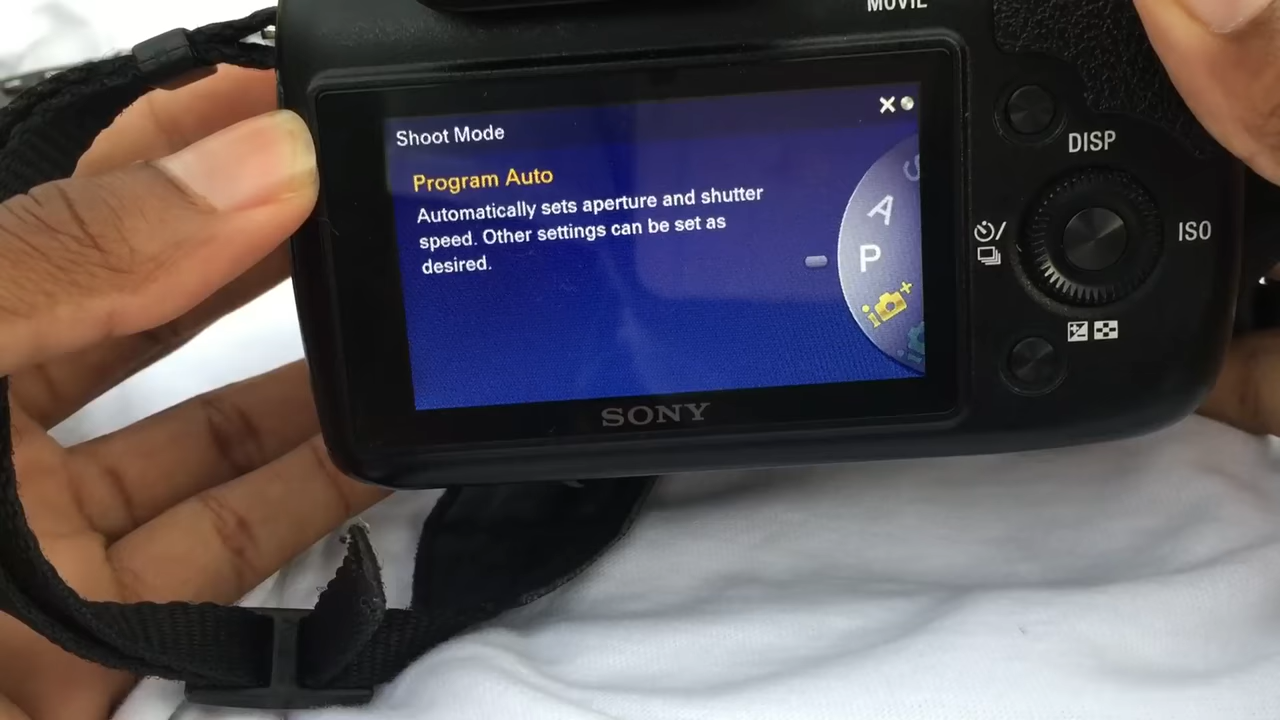 MOVIE
Shoot Mode
Program Auto
Automatically sets aperture and shutter
speed. Other settings can be set as
desired.
S
A
P
i
DISP
ISO
SONY